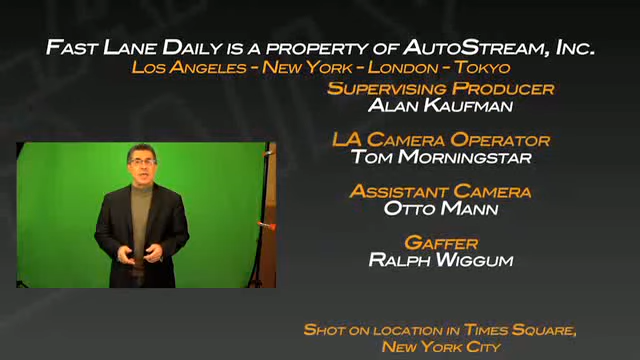 Fast Lane Daily is a property of AutoStream, Inc.
Los Angeles - New York - London - Tokyo
Supervising Producer
Alan Kaufman
LA Camera Operator
Tom Morningstar
Assistant Camera
Otto Mann
Gaffer
Ralph Wiggum
Shot on location in Times Square,
New York City